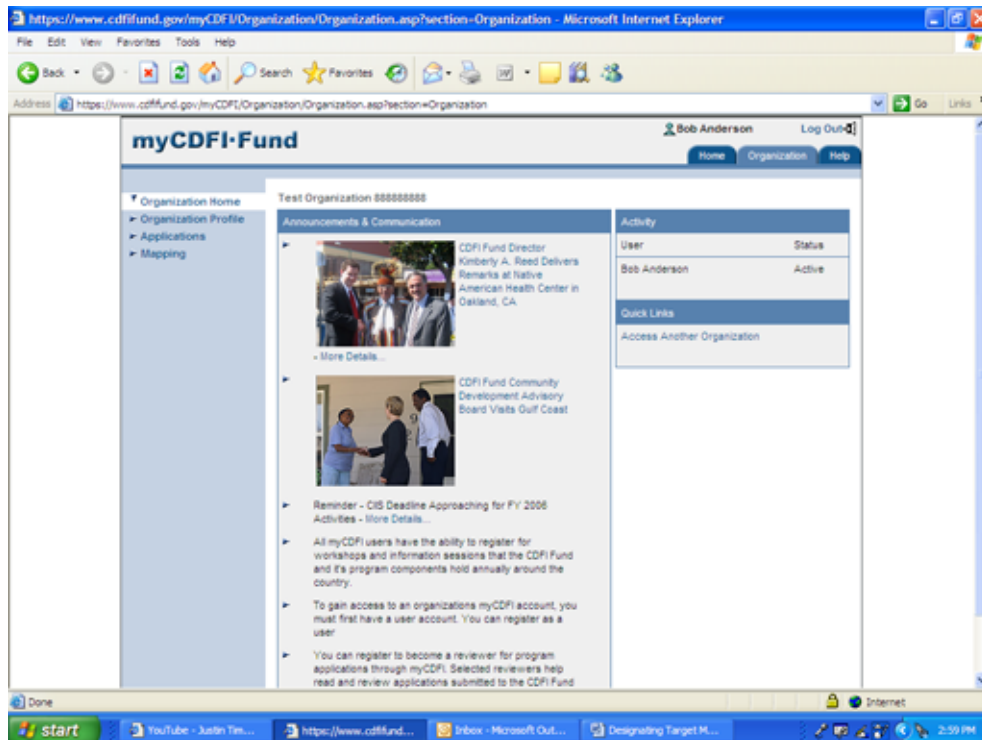 https://www.cdfifund.gov/myCDFI/Organization/Organization.asp?section=Organization - Microsoft Internet Explorer
File Edit View Favorites Tools Help
Back Search Favorites
Address https://www.cdfifund.gov/myCDFI/Organization/Organization.asp?section=Organization Go Links
myCDFI·Fund
Bob Anderson Log Out
Home Organization Help
Organization Home
Organization Profile
Applications
Mapping
Test Organization 888888888
Announcements & Communication
CDFI Fund Director
Kimberly A. Reed Delivers
Remarks at Native
American Health Center in
Oakland, CA
- More Details...
CDFI Fund Community
Development Advisory
Board Visits Gulf Coast
Reminder - CIIS Deadline Approaching for FY 2006
Activities - More Details...
All myCDFI users have the ability to register for
workshops and information sessions that the CDFI Fund
and it's program components hold annually around the
country.
To gain access to an organizations myCDFI account, you
must first have a user account. You can register as a
user
You can register to become a reviewer for program
applications through myCDFI. Selected reviewers help
read and review applications submitted to the CDFI Fund
Activity
User Status
Bob Anderson Active
Quick Links
Access Another Organization
Done Internet
start YouTube - Justin Tim... https://www.cdfifund... Inbox - Microsoft Out... Designating Target M... 2:59 PM